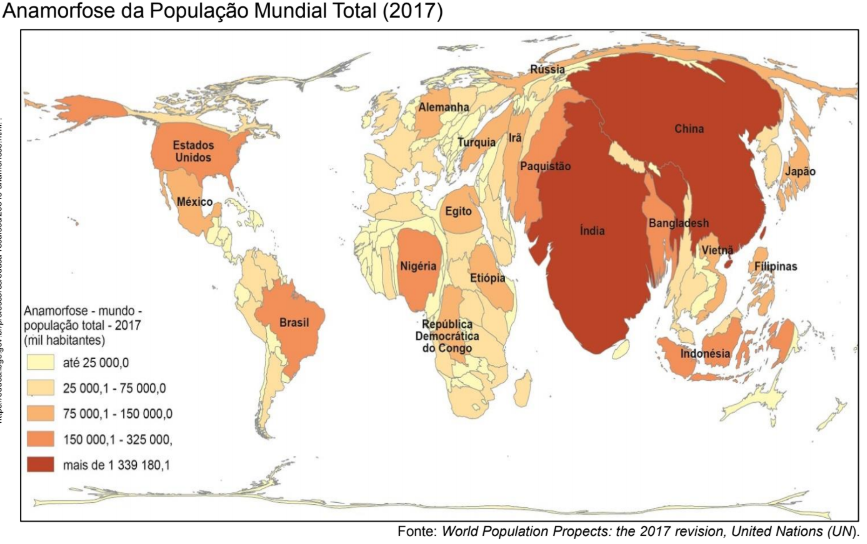 Anamorfose da População Mundial Total (2017)
Rússia
Alemanha
Estados
Unidos
China
Turquia
Irã
Paquistão
Japão
México
Egito
Índia
Bangladesh
Vietnã
Nigéria
Etiópia
Filipinas
Brasil
República
Democrática
do Congo
Indonésia
Anamorfose - mundo -
população total - 2017
(mil habitantes)
até 25 000,0
25 000,1 - 75 000,0
75 000,1 - 150 000,0
150 000,1 - 325 000,
mais de 1 339 180,1
Fonte: World Population Propects: the 2017 revision, United Nations (UN).